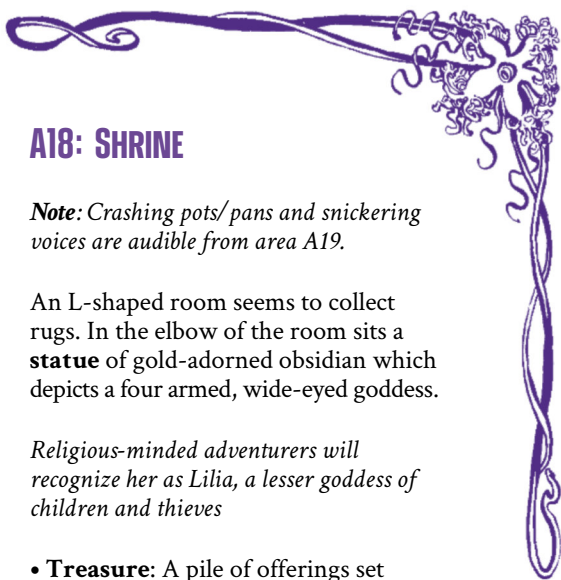 A18: SHRINE
Note: Crashing pots/pans and snickering
voices are audible from area A19.
An L-shaped room seems to collect
rugs. In the elbow of the room sits a
statue of gold-adorned obsidian which
depicts a four armed, wide-eyed goddess.
Religious-minded adventurers will
recognize her as Lilia, a lesser goddess of
children and thieves
• Treasure: A pile of offerings set